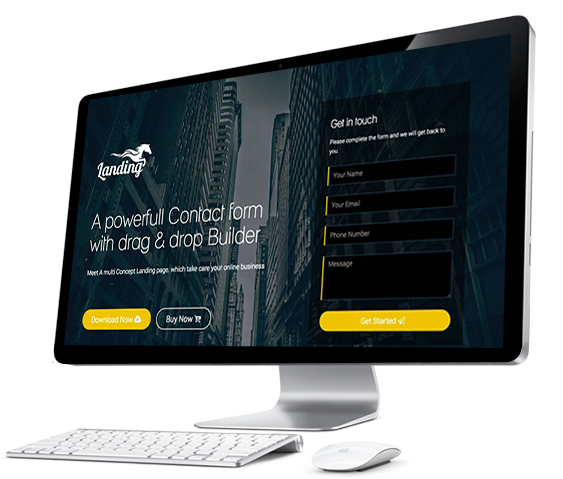 Landing
A powerfull Contact form
with drag & drop Builder
Meet A multi Concept Landing page, which take care your online business
Download Now
Buy Now
Get in touch
Please complete the form and we will get back to
you.
Your Name
Your Email
Phone Number
Message
Get Started